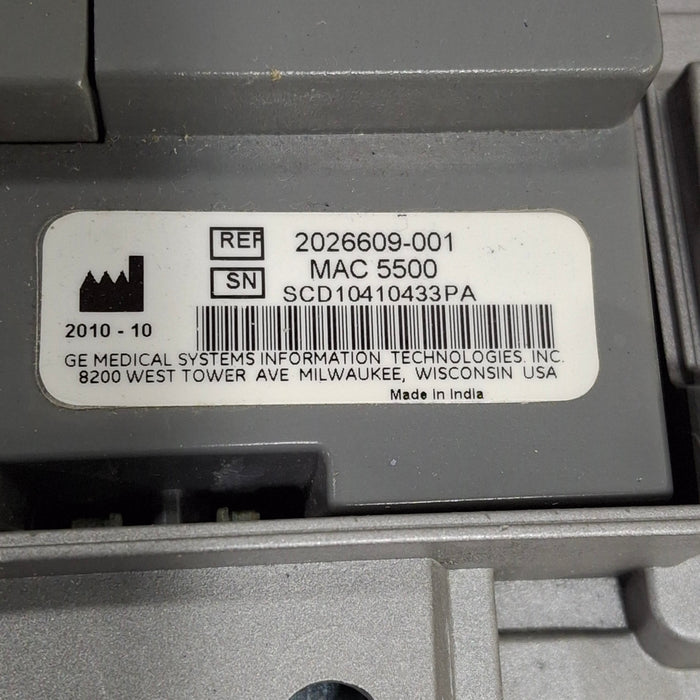 REF 2026609-001
MAC 5500
SN SCD10410433PA
2010 - 10
GE MEDICAL SYSTEMS INFORMATION TECHNOLOGIES. INC.
8200 WEST TOWER AVE MILWAUKEE, WISCONSIN USA
Made In India